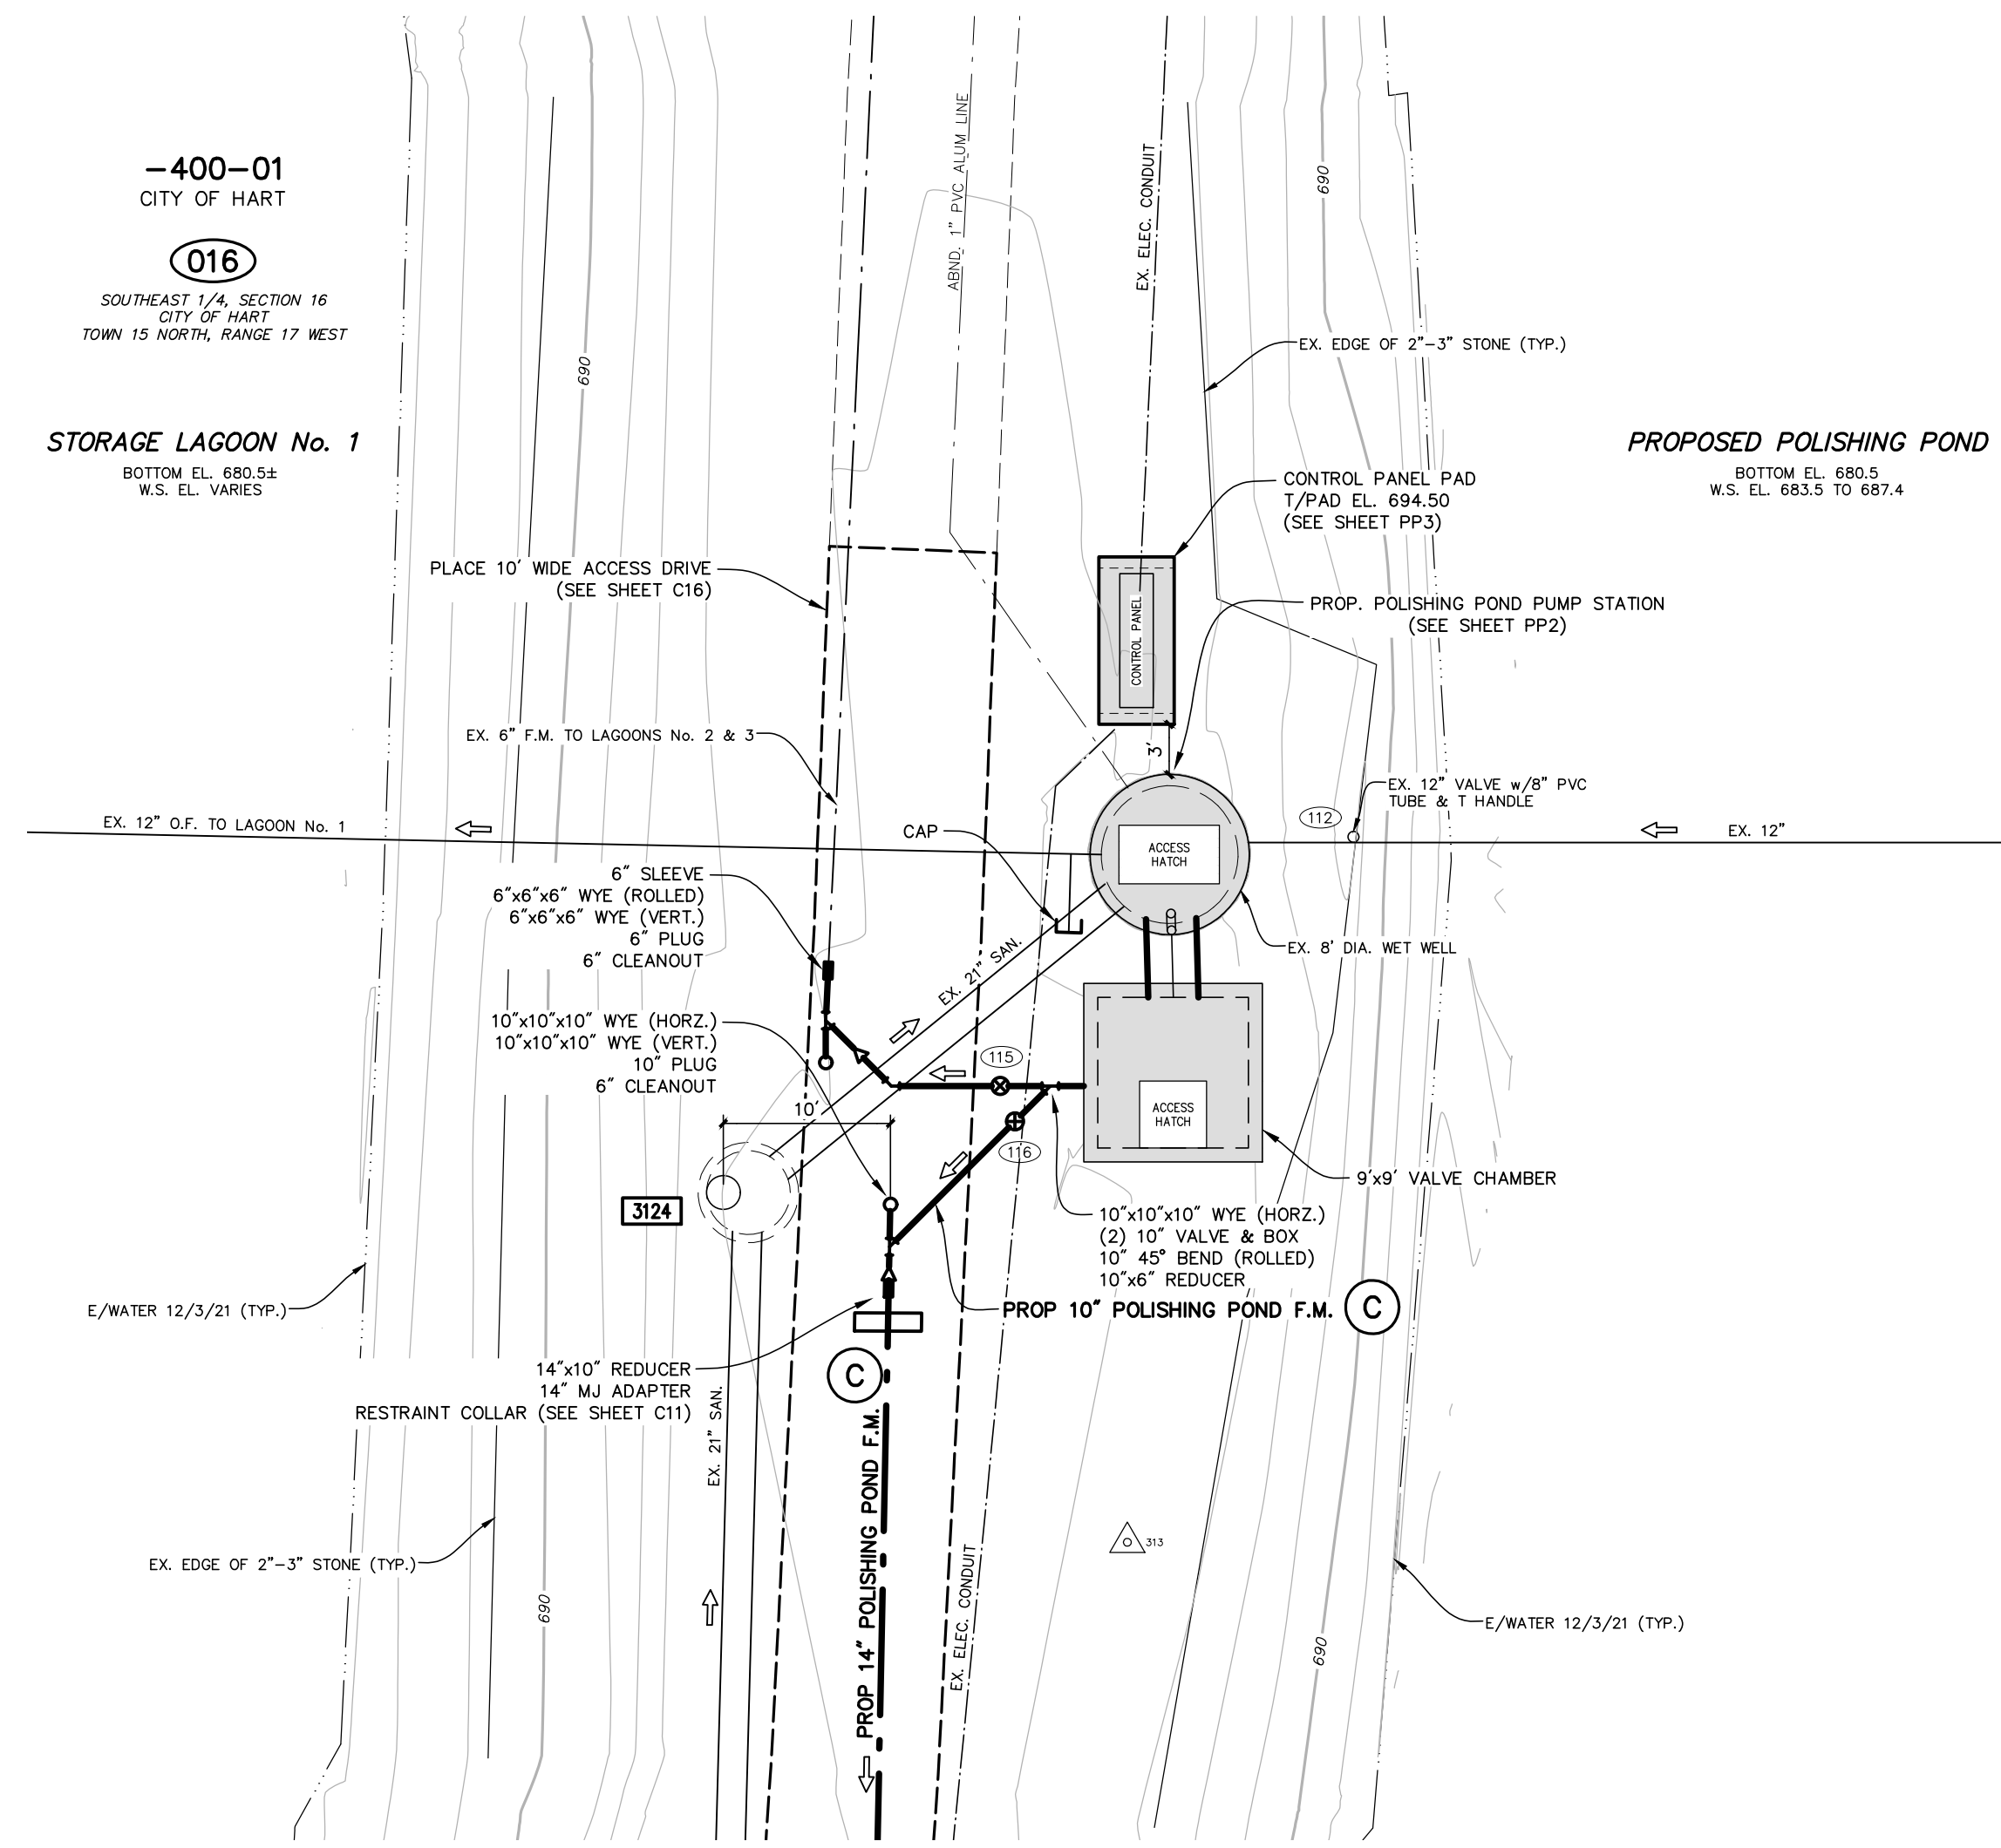 -400-01
CITY OF HART
016
SOUTHEAST 1/4, SECTION 16
CITY OF HART
TOWN 15 NORTH, RANGE 17 WEST
STORAGE LAGOON No. 1
BOTTOM EL. 680.5±
W.S. EL. VARIES
690
ABND. 1" PVC ALUM LINE
EX. ELEC. CONDUIT
690
EX. EDGE OF 2"-3" STONE (TYP.)
PROPOSED POLISHING POND
BOTTOM EL. 680.5
W.S. EL. 683.5 TO 687.4
CONTROL PANEL PAD
T/PAD EL. 694.50
(SEE SHEET PP3)
PLACE 10' WIDE ACCESS DRIVE
(SEE SHEET C16)
CONTROL PANEL
PROP. POLISHING POND PUMP STATION
(SEE SHEET PP2)
EX. 6" F.M. TO LAGOONS No. 2 & 3
3'
EX. 12" VALVE w/8" PVC
TUBE & T HANDLE
112
EX. 12" O.F. TO LAGOON No. 1
CAP
EX. 12"
ACCESS
HATCH
6" SLEEVE
6"x6"x6" WYE (ROLLED)
6"x6"x6" WYE (VERT.)
6" PLUG
6" CLEANOUT
EX. 21" SAN.
EX. 8' DIA. WET WELL
10"x10"x10" WYE (HORZ.)
10"x10"x10" WYE (VERT.)
10" PLUG
6" CLEANOUT
115
10'
ACCESS
HATCH
116
9'x9' VALVE CHAMBER
3124
10"x10"x10" WYE (HORZ.)
(2) 10" VALVE & BOX
10" 45° BEND (ROLLED)
10"x6" REDUCER
E/WATER 12/3/21 (TYP.)
PROP 10" POLISHING POND F.M.
C
14"x10" REDUCER
14" MJ ADAPTER
RESTRAINT COLLAR (SEE SHEET C11)
C
EX. 21" SAN.
PROP 14" POLISHING POND F.M.
EX. ELEC. CONDUIT
313
EX. EDGE OF 2"-3" STONE (TYP.)
690
690
E/WATER 12/3/21 (TYP.)